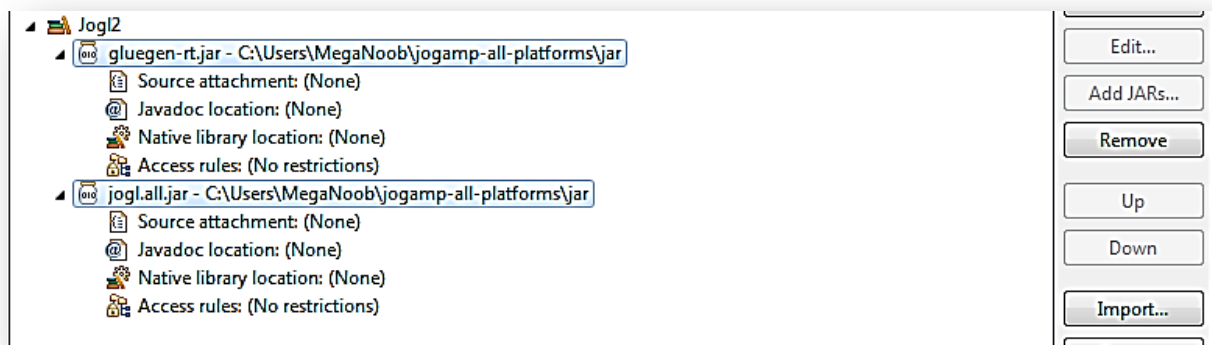 Jogl2
gluegen-rt.jar - C:\Users\MegaNoob\jogamp-all-platforms\jar
Source attachment: (None)
Javadoc location: (None)
Native library location: (None)
Access rules: (No restrictions)
jogl.all.jar - C:\Users\MegaNoob\jogamp-all-platforms\jar
Source attachment: (None)
Javadoc location: (None)
Native library location: (None)
Access rules: (No restrictions)
Edit...
Add JARs...
Remove
Up
Down
Import...